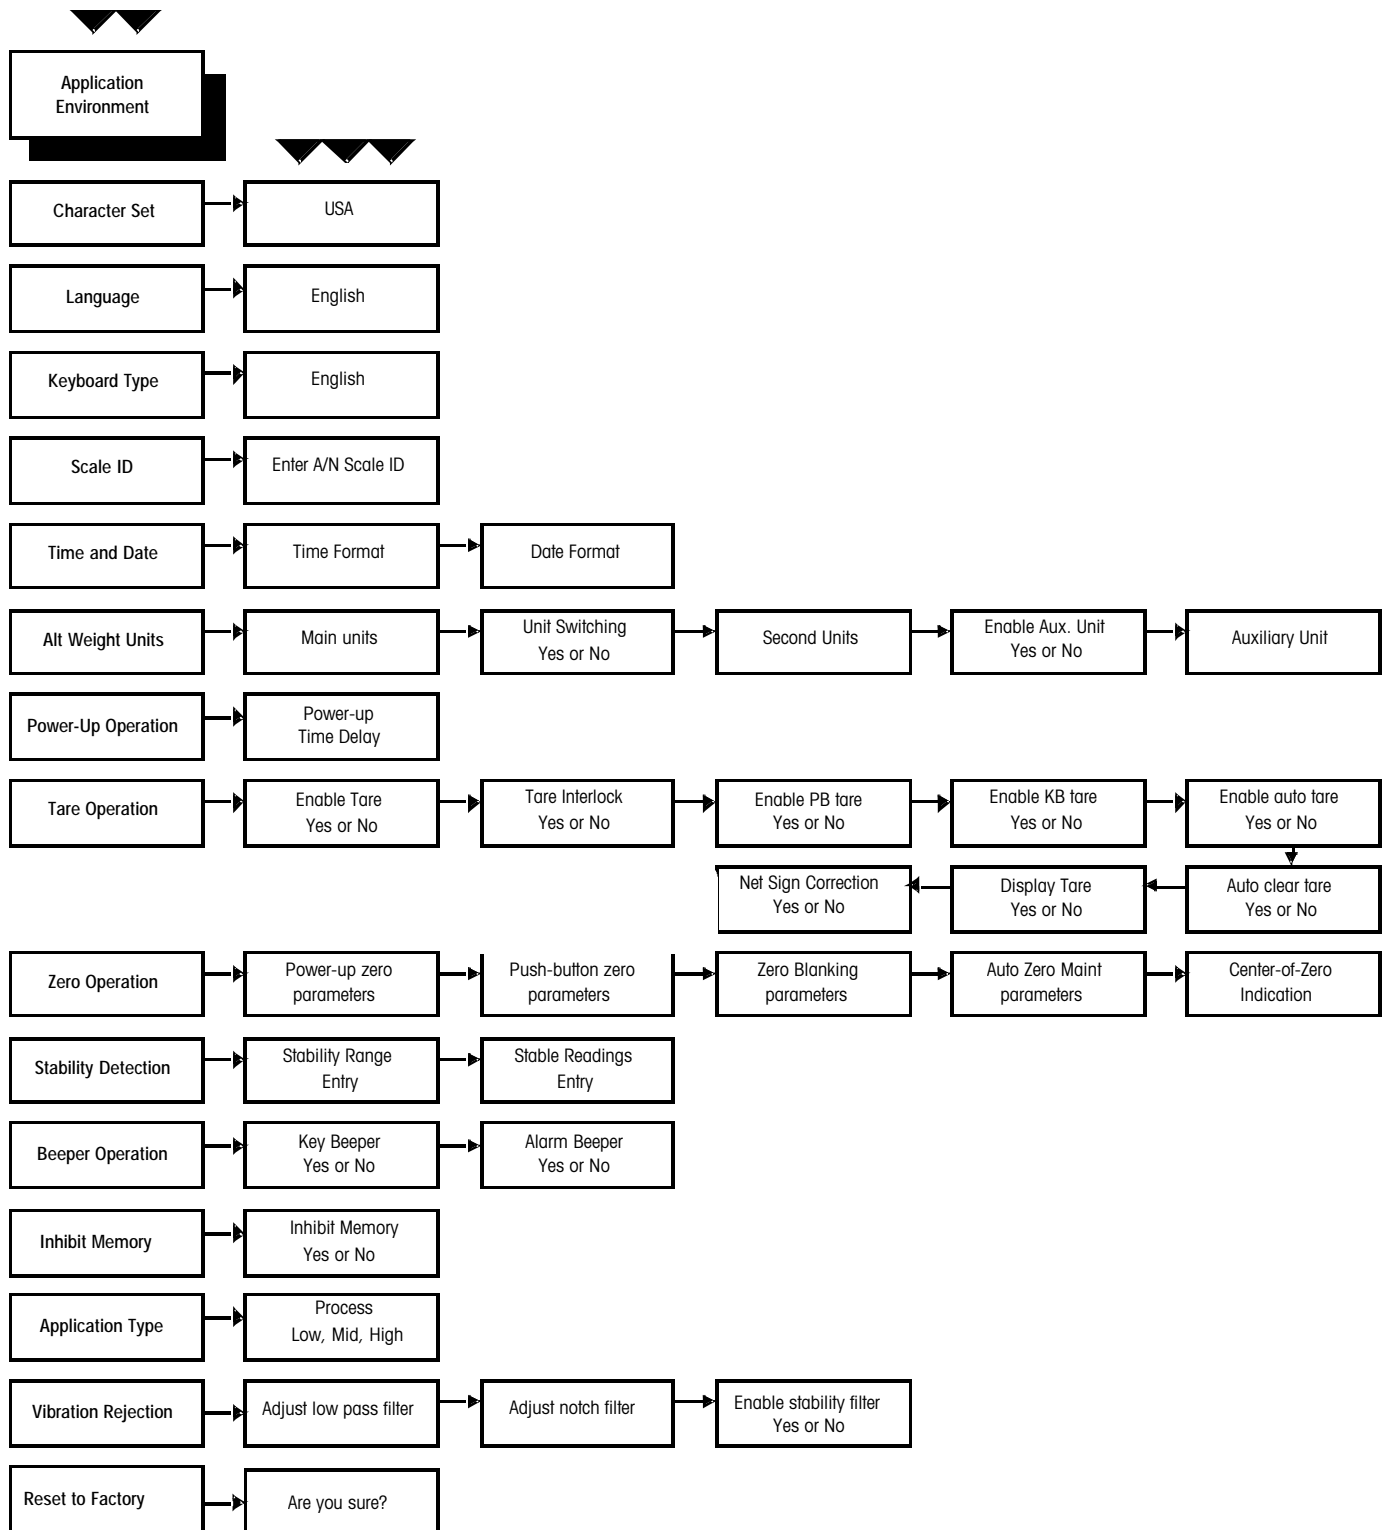 Application
Environment
Character Set
USA
Language
English
Keyboard Type
English
Scale ID
Enter A/N Scale ID
Time and Date
Time Format
Date Format
Alt Weight Units
Main units
Unit Switching
Yes or No
Second Units
Enable Aux. Unit
Yes or No
Auxiliary Unit
Power-Up Operation
Power-up
Time Delay
Tare Operation
Enable Tare
Yes or No
Tare Interlock
Yes or No
Enable PB tare
Yes or No
Enable KB tare
Yes or No
Enable auto tare
Yes or No
Auto clear tare
Yes or No
Display Tare
Yes or No
Net Sign Correction
Yes or No
Zero Operation
Power-up zero
parameters
Push-button zero
parameters
Zero Blanking
parameters
Auto Zero Maint
parameters
Center-of-Zero
Indication
Stability Detection
Stability Range
Entry
Stable Readings
Entry
Beeper Operation
Key Beeper
Yes or No
Alarm Beeper
Yes or No
Inhibit Memory
Inhibit Memory
Yes or No
Application Type
Process
Low, Mid, High
Vibration Rejection
Adjust low pass filter
Adjust notch filter
Enable stability filter
Yes or No
Reset to Factory
Are you sure?